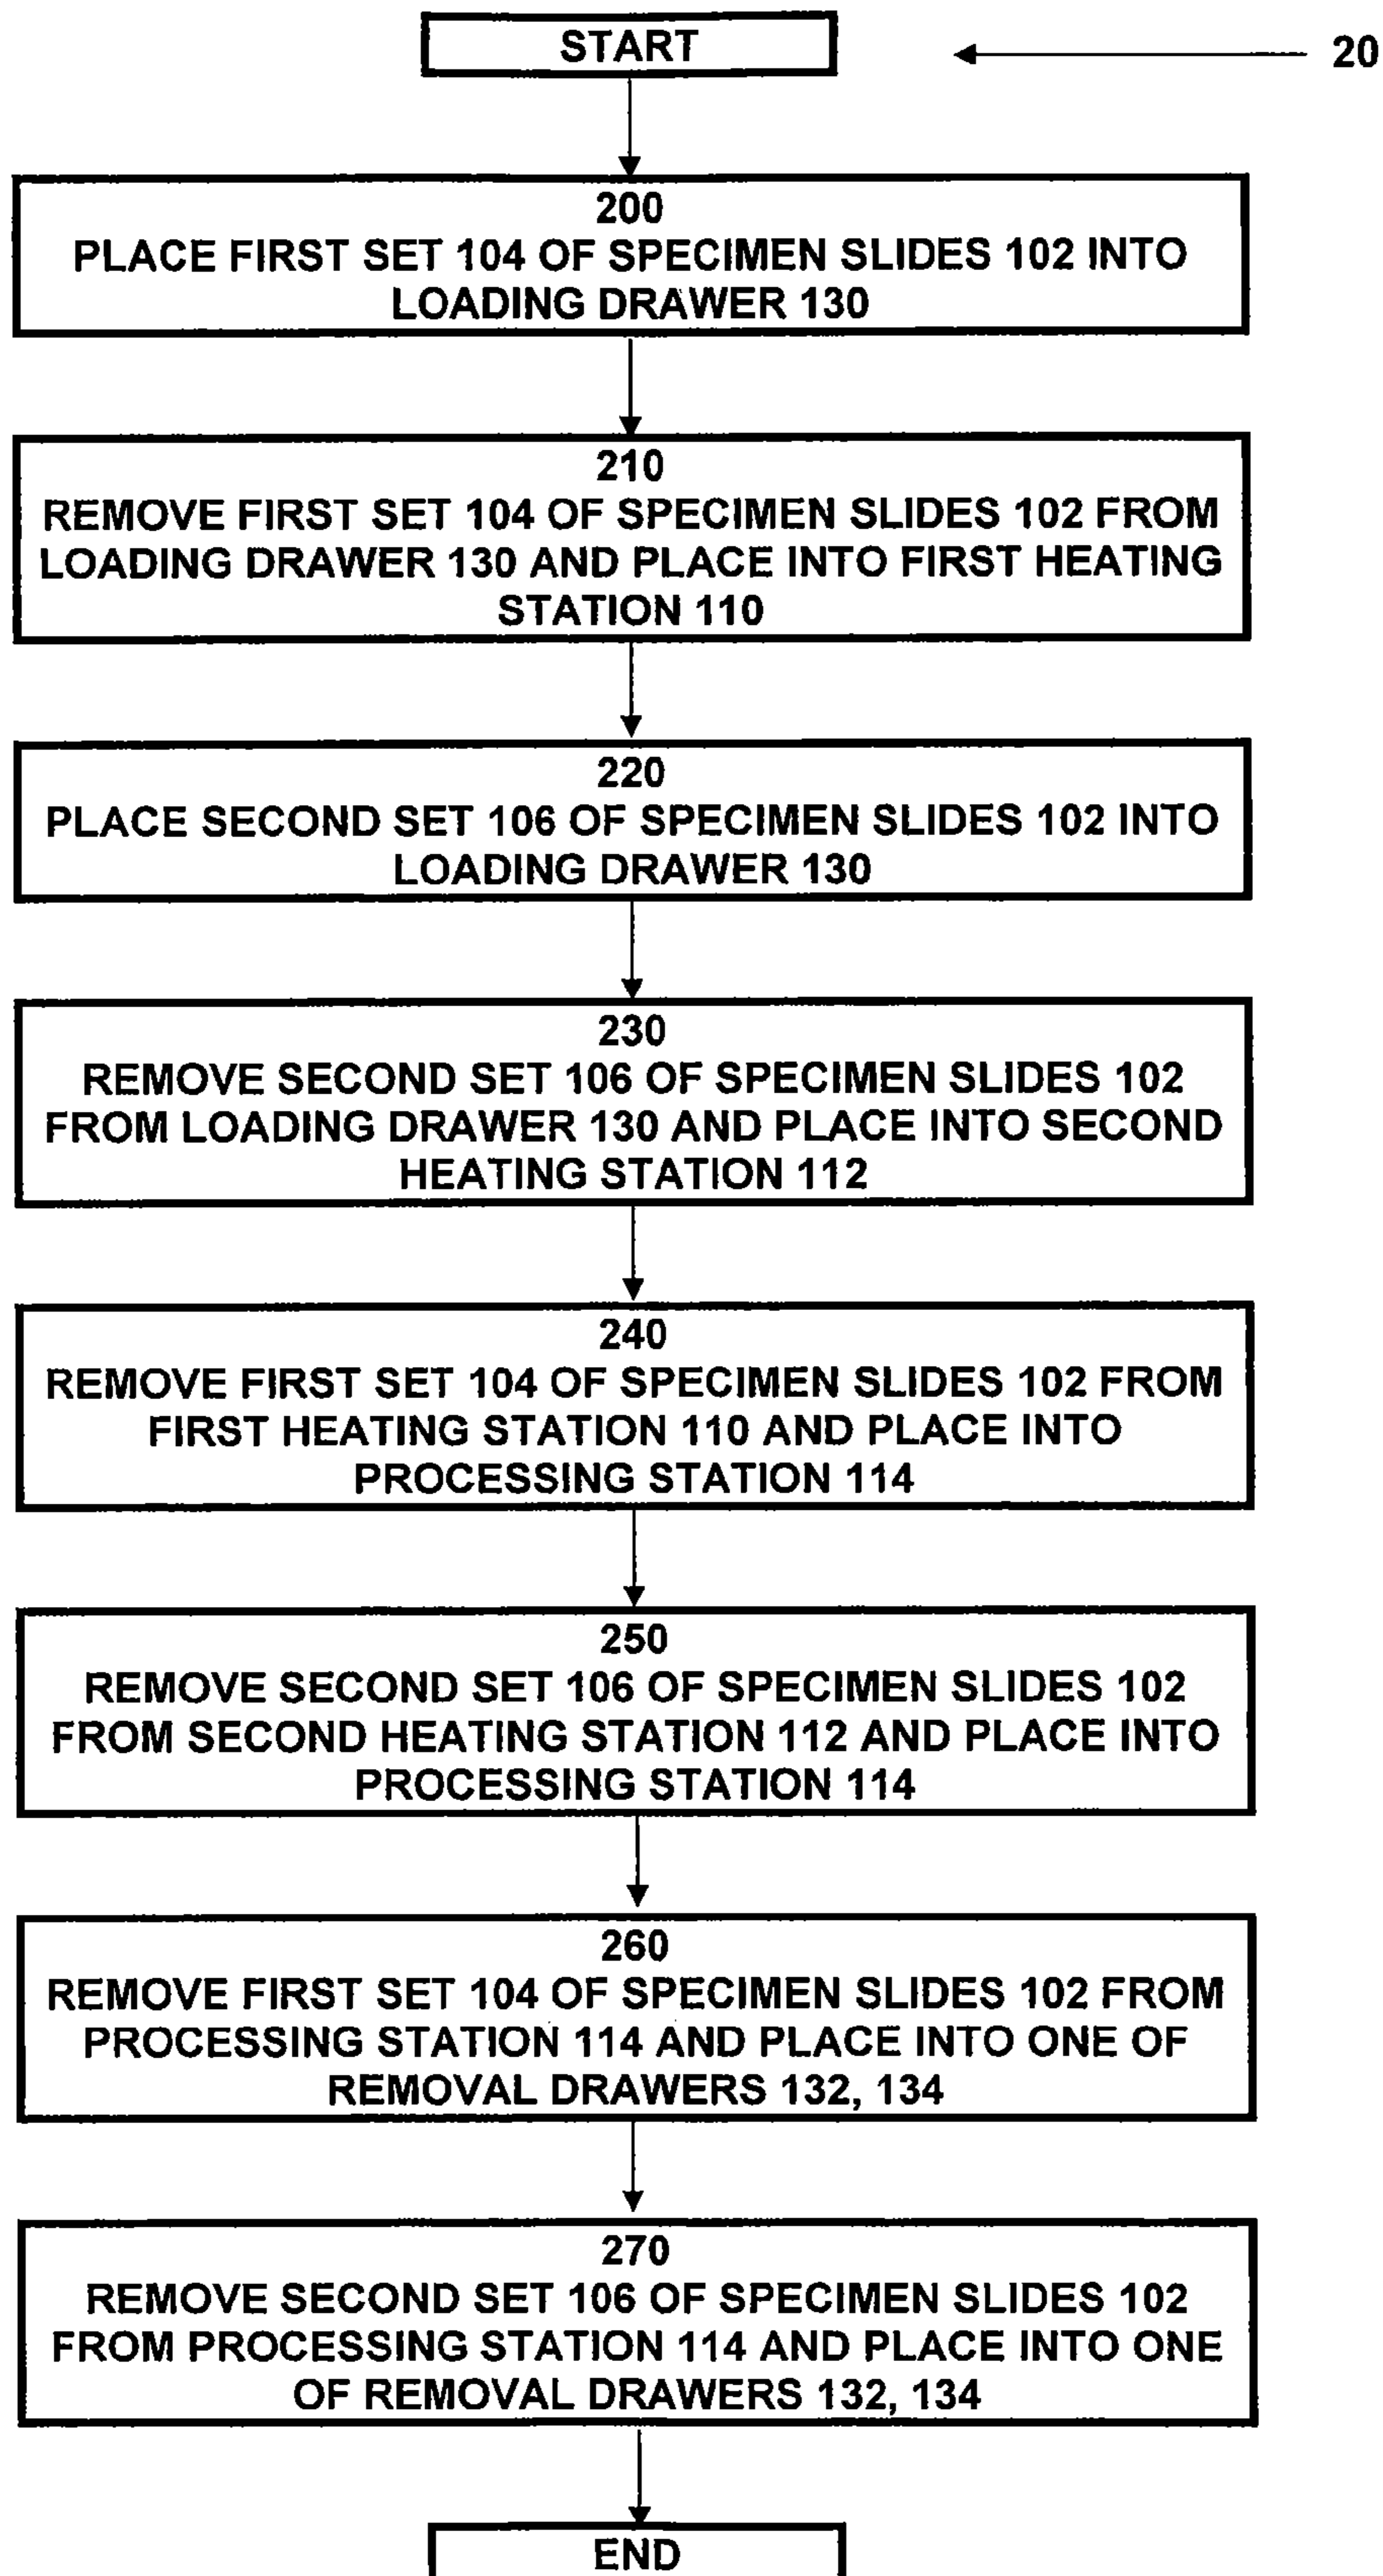 START
20
200
PLACE FIRST SET 104 OF SPECIMEN SLIDES 102 INTO
LOADING DRAWER 130
210
REMOVE FIRST SET 104 OF SPECIMEN SLIDES 102 FROM
LOADING DRAWER 130 AND PLACE INTO FIRST HEATING
STATION 110
220
PLACE SECOND SET 106 OF SPECIMEN SLIDES 102 INTO
LOADING DRAWER 130
230
REMOVE SECOND SET 106 OF SPECIMEN SLIDES 102
FROM LOADING DRAWER 130 AND PLACE INTO SECOND
HEATING STATION 112
240
REMOVE FIRST SET 104 OF SPECIMEN SLIDES 102 FROM
FIRST HEATING STATION 110 AND PLACE INTO
PROCESSING STATION 114
250
REMOVE SECOND SET 106 OF SPECIMEN SLIDES 102
FROM SECOND HEATING STATION 112 AND PLACE INTO
PROCESSING STATION 114
260
REMOVE FIRST SET 104 OF SPECIMEN SLIDES 102 FROM
PROCESSING STATION 114 AND PLACE INTO ONE OF
REMOVAL DRAWERS 132, 134
270
REMOVE SECOND SET 106 OF SPECIMEN SLIDES 102
FROM PROCESSING STATION 114 AND PLACE INTO ONE
OF REMOVAL DRAWERS 132, 134
END